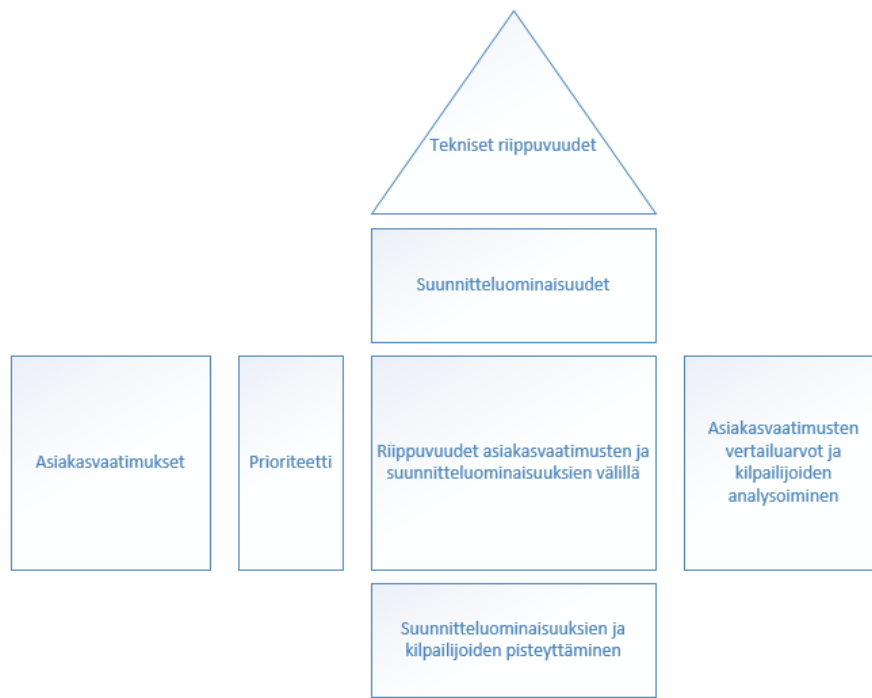 Tekniset riippuvuudet
Suunnitteluominaisuudet
Asiakasvaatimukset
Prioriteetti
Riippuvuudet asiakasvaatimusten ja
suunnitteluominaisuuksien välillä
Asiakasvaatimusten
vertailuarvot ja
kilpailijoiden
analysoiminen
Suunnitteluominaisuuksien ja
kilpailijoiden pisteyttäminen